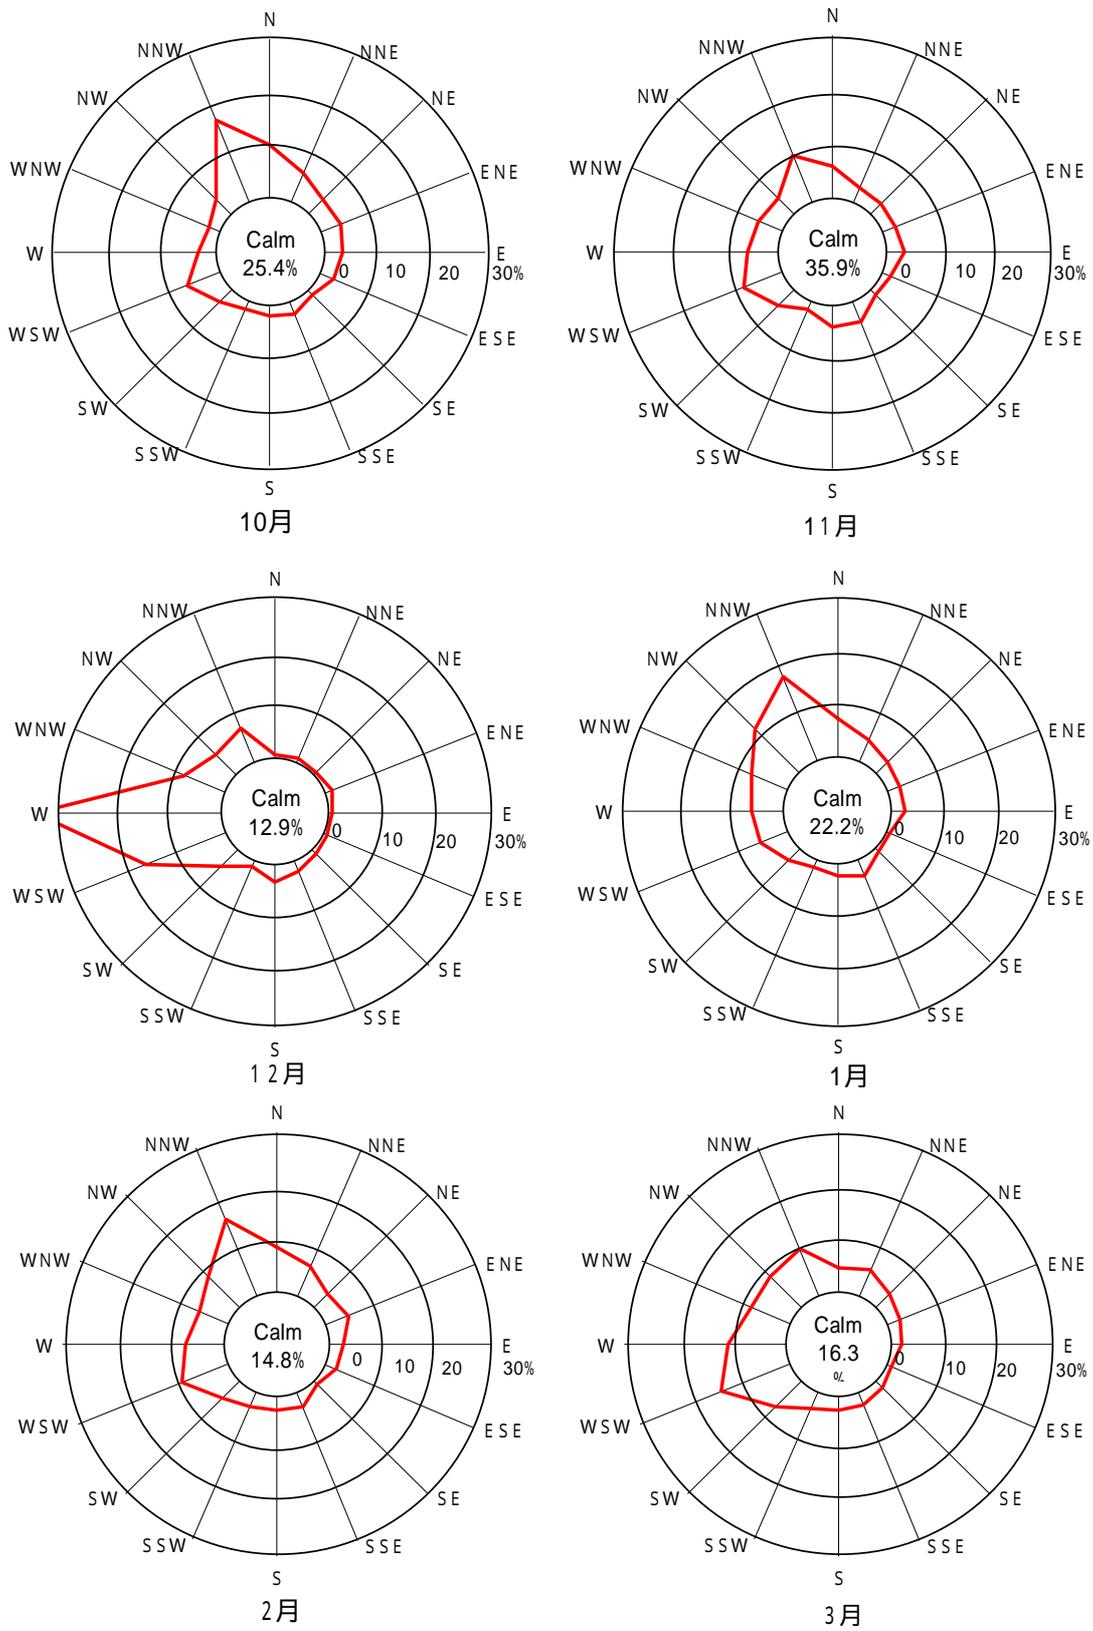 N
NNW
NNE
NW
NE
WNW
ENE
W
Calm
25.4%
E
0 10 20 30%
WSW
ESE
SW
SE
SSW
SSE
S
10月
N
NNW
NNE
NW
NE
WNW
ENE
W
Calm
35.9%
E
0 10 20 30%
WSW
ESE
SW
SE
SSW
SSE
S
11月
N
NNW
NNE
NW
NE
WNW
ENE
W
Calm
12.9%
E
0 10 20 30%
WSW
ESE
SW
SE
SSW
SSE
S
12月
N
NNW
NNE
NW
NE
WNW
ENE
W
Calm
22.2%
E
0 10 20 30%
WSW
ESE
SW
SE
SSW
SSE
S
1月
N
NNW
NNE
NW
NE
WNW
ENE
W
Calm
14.8%
E
0 10 20 30%
WSW
ESE
SW
SE
SSW
SSE
S
2月
N
NNW
NNE
NW
NE
WNW
ENE
W
Calm
16.3
%
E
0 10 20 30%
WSW
ESE
SW
SE
SSW
SSE
S
3月